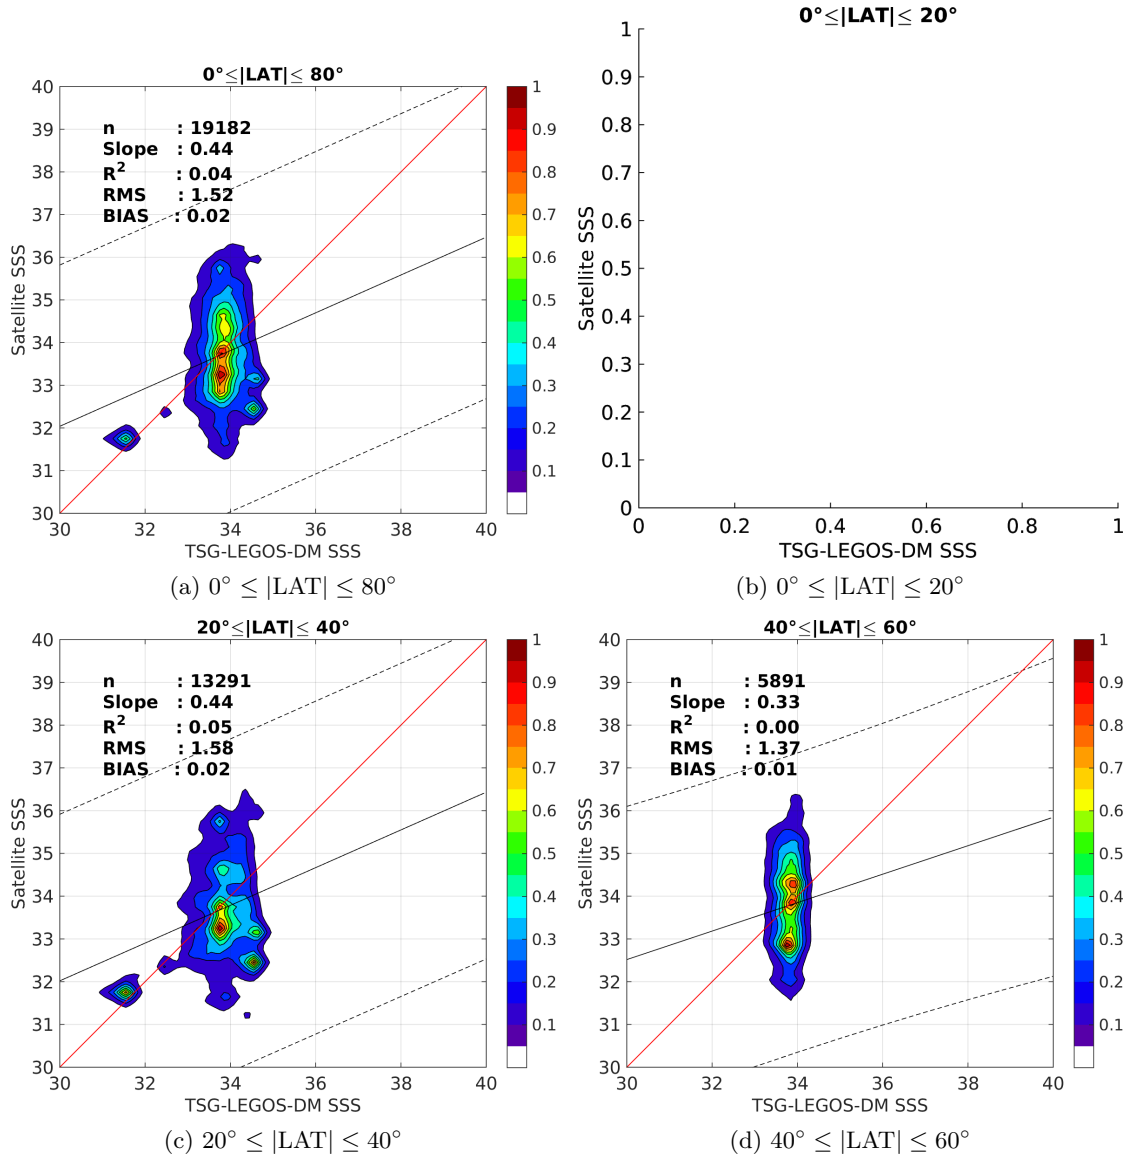 0°≤|LAT|≤ 80°
n : 19182
Slope : 0.44
R² : 0.04
RMS : 1.52
BIAS : 0.02
40
39
38
37
36
35
34
33
32
31
30
30 32 34 36 38 40
Satellite SSS
TSG-LEGOS-DM SSS
1
0.9
0.8
0.7
0.6
0.5
0.4
0.3
0.2
0.1
(a) 0° ≤ |LAT| ≤ 80°
0°≤|LAT|≤ 20°
1
0.9
0.8
0.7
0.6
0.5
0.4
0.3
0.2
0.1
0
0 0.2 0.4 0.6 0.8 1
Satellite SSS
TSG-LEGOS-DM SSS
(b) 0° ≤ |LAT| ≤ 20°
20°≤|LAT|≤ 40°
n : 13291
Slope : 0.44
R² : 0.05
RMS : 1.58
BIAS : 0.02
40
39
38
37
36
35
34
33
32
31
30
30 32 34 36 38 40
Satellite SSS
TSG-LEGOS-DM SSS
1
0.9
0.8
0.7
0.6
0.5
0.4
0.3
0.2
0.1
(c) 20° ≤ |LAT| ≤ 40°
40°≤|LAT|≤ 60°
n : 5891
Slope : 0.33
R² : 0.00
RMS : 1.37
BIAS : 0.01
40
39
38
37
36
35
34
33
32
31
30
30 32 34 36 38 40
Satellite SSS
TSG-LEGOS-DM SSS
1
0.9
0.8
0.7
0.6
0.5
0.4
0.3
0.2
0.1
(d) 40° ≤ |LAT| ≤ 60°